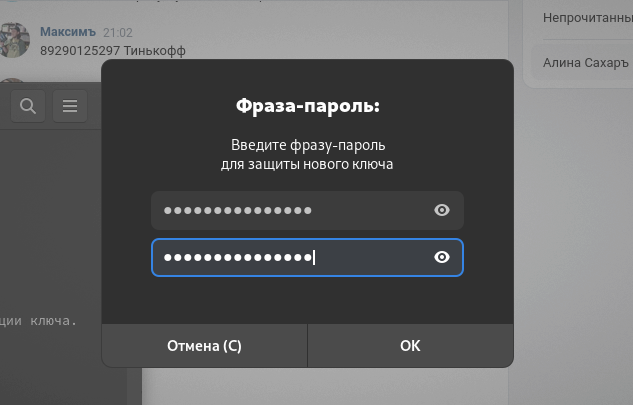 Максимъ 21:02
89290125297 Тинькофф
Непрочитанны
Алина Сахаръ
Фраза-пароль:
Введите фразу-пароль
для защиты нового ключа
ции ключа.
Отмена (C)
OK